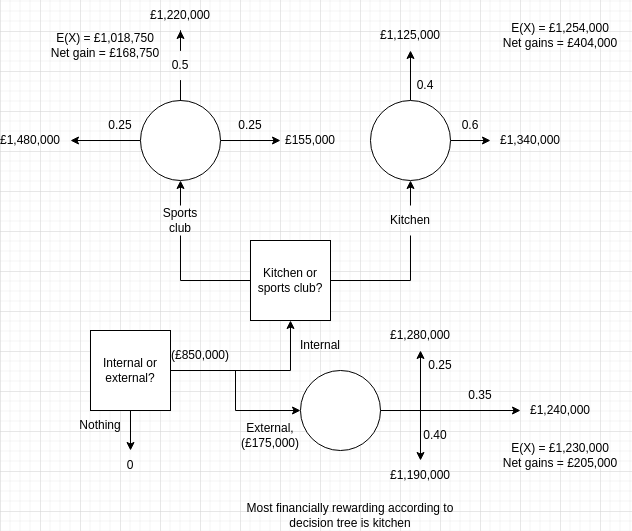 £1,220,000
E(X) = £1,018,750
Net gain = £168,750
0.5
£1,125,000
E(X) = £1,254,000
Net gains = £404,000
0.4
0.25
0.25
0.6
£1,480,000
£155,000
£1,340,000
Sports
club
Kitchen
Kitchen or
sports club?
Internal or
external?
(£850,000)
Internal
£1,280,000
0.25
0.35
£1,240,000
Nothing
0
External,
(£175,000)
0.40
£1,190,000
E(X) = £1,230,000
Net gains = £205,000
Most financially rewarding according to
decision tree is kitchen